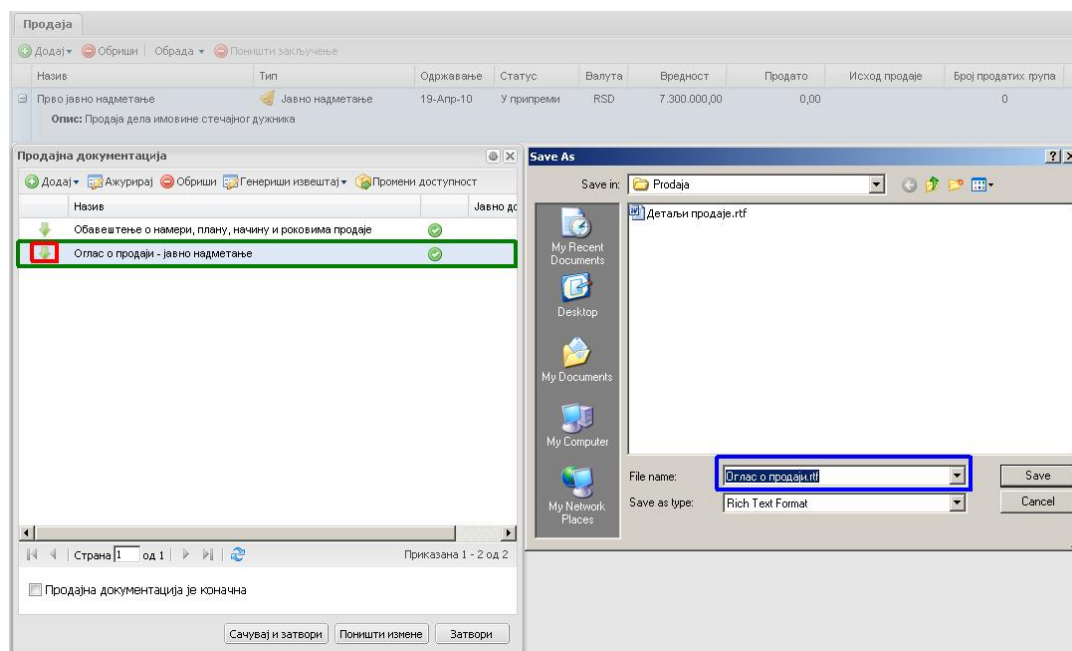 Продаја
Додај Обриши Обрада Поништи закључење
Назив Тип Одржавање Статус Валута Вредност Продато Исход продаје Број продатих група
Прво јавно надметање Јавно надметање 19-Апр-10 У припреми RSD 7.300.000,00 0,00 0
Опис: Продаја дела имовине стечајног дужника
Продајна документација
Додај Ажурирај Обриши Генериши извештај Промени доступност
Назив Јавно до
Обавештење о намери, плану, начину и роковима продаје
Оглас о продаји - јавно надметање
Страна 1 од 1 Приказана 1 - 2 од 2
Продајна документација је коначна
Сачувај и затвори Поништи измене Затвори
Save As
Save in: Prodaja
Детаљи продаје.rtf
My Recent
Documents
Desktop
My Documents
My Computer
My Network
Places
File name: Оглас о продаји.rtf Save
Save as type: Rich Text Format Cancel